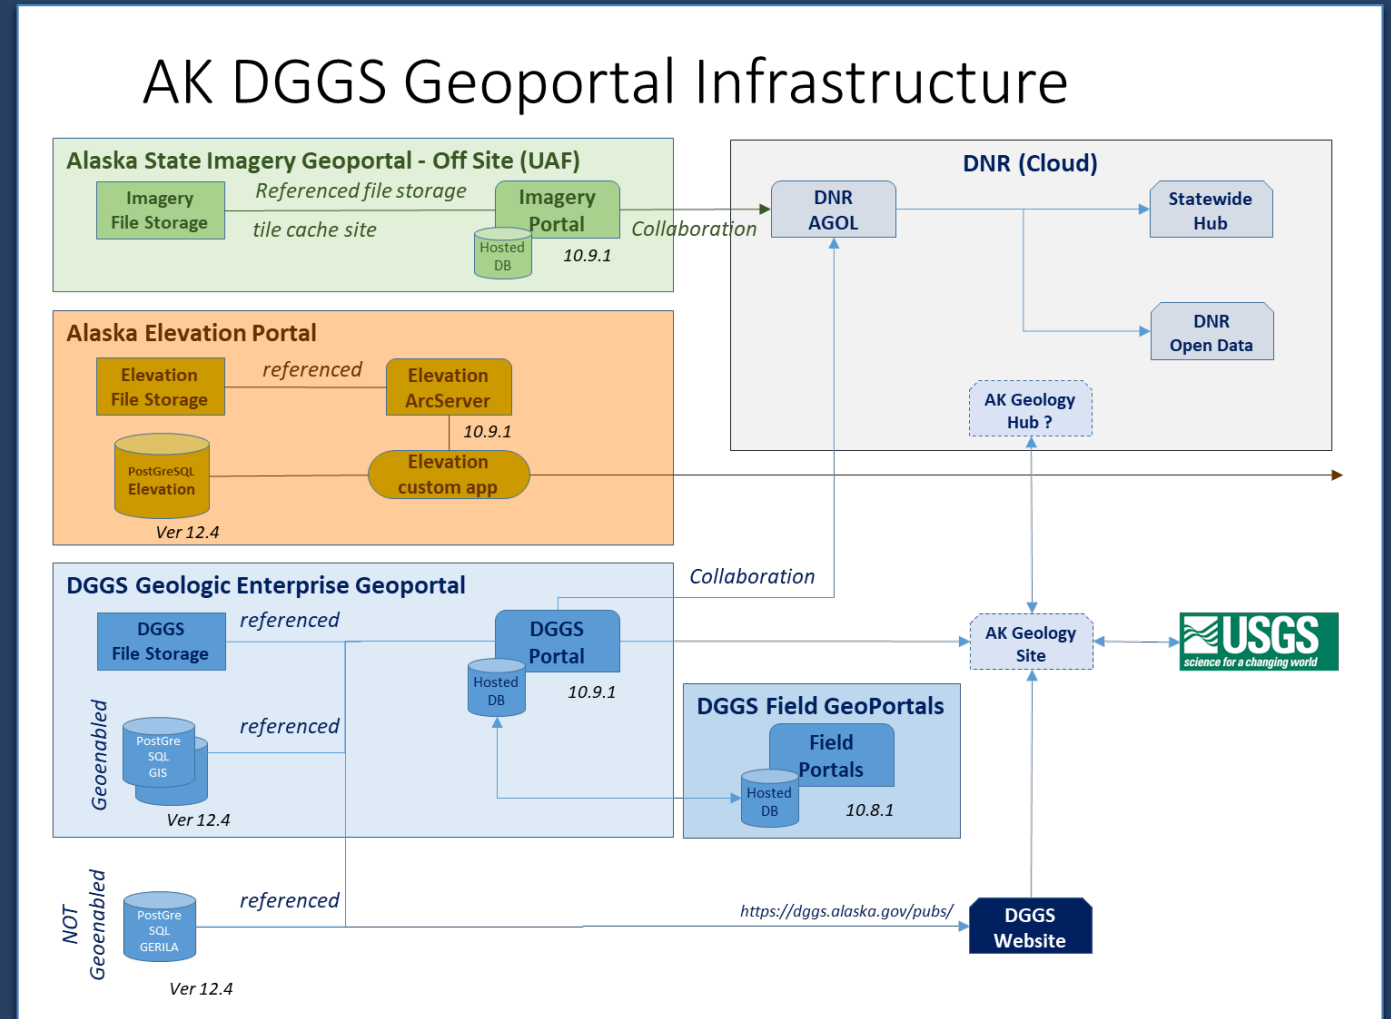 AK DGGS Geoportal Infrastructure
Alaska State Imagery Geoportal - Off Site (UAF)
Imagery
File Storage
Referenced file storage
tile cache site
Imagery
Portal
Hosted
DB
10.9.1
Collaboration
DNR (Cloud)
DNR
AGOL
Statewide
Hub
DNR
Open Data
AK Geology
Hub ?
Alaska Elevation Portal
Elevation
File Storage
referenced
Elevation
ArcServer
10.9.1
PostGreSQL
Elevation
Ver 12.4
Elevation
custom app
DGGS Geologic Enterprise Geoportal
DGGS
File Storage
referenced
DGGS
Portal
Hosted
DB
10.9.1
Collaboration
Geoenabled
PostGre
SQL
GIS
referenced
Ver 12.4
DGGS Field GeoPortals
Field
Portals
Hosted
DB
10.8.1
AK Geology
Site
USGS
science for a changing world
NOT
Geoenabled
PostGre
SQL
GERILA
referenced
Ver 12.4
https://dggs.alaska.gov/pubs/
DGGS
Website